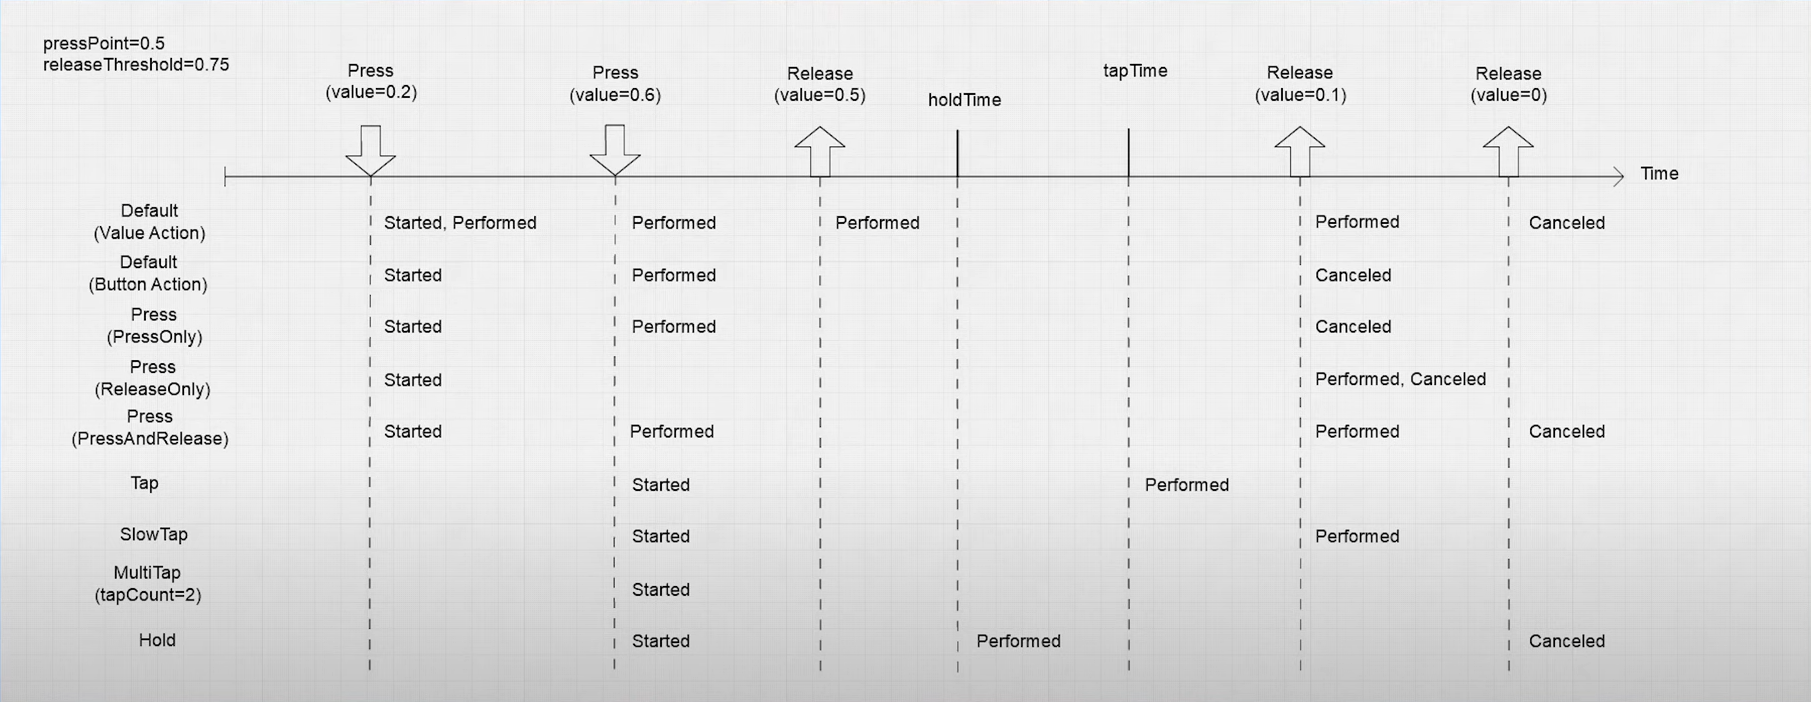 pressPoint=0.5
releaseThreshold=0.75
Press
(value=0.2)
Press
(value=0.6)
Release
(value=0.5)
holdTime
tapTime
Release
(value=0.1)
Release
(value=0)
Time
Default
(Value Action)
Started, Performed
Performed
Performed
Performed
Canceled
Default
(Button Action)
Started
Performed
Canceled
Press
(PressOnly)
Started
Performed
Canceled
Press
(ReleaseOnly)
Started
Performed, Canceled
Press
(PressAndRelease)
Started
Performed
Performed
Canceled
Tap
Started
Performed
SlowTap
Started
Performed
MultiTap
(tapCount=2)
Started
Hold
Started
Performed
Canceled